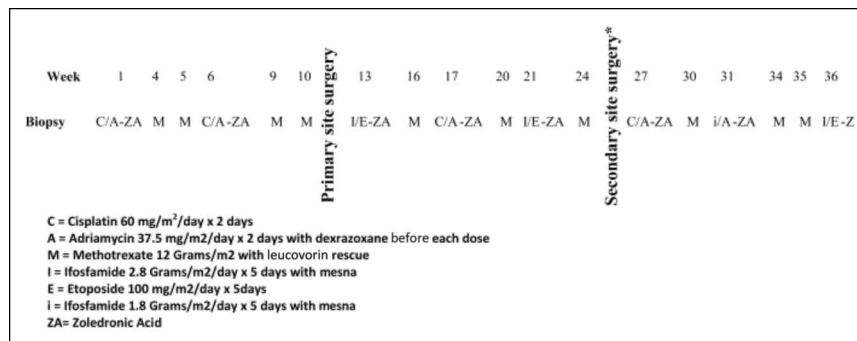 Week 1 4 5 6 9 10 Primary site surgery 13 16 17 20 21 24 Secondary site surgery* 27 30 31 34 35 36
Biopsy C/A-ZA M M C/A-ZA M M I/E-ZA M C/A-ZA M I/E-ZA M C/A-ZA M i/A-ZA M M I/E-Z
C = Cisplatin 60 mg/m²/day x 2 days
A = Adriamycin 37.5 mg/m2/day x 2 days with dexrazoxane before each dose
M = Methotrexate 12 Grams/m2 with leucovorin rescue
I = Ifosfamide 2.8 Grams/m2/day x 5 days with mesna
E = Etoposide 100 mg/m2/day x 5days
i = Ifosfamide 1.8 Grams/m2/day x 5 days with mesna
ZA= Zoledronic Acid